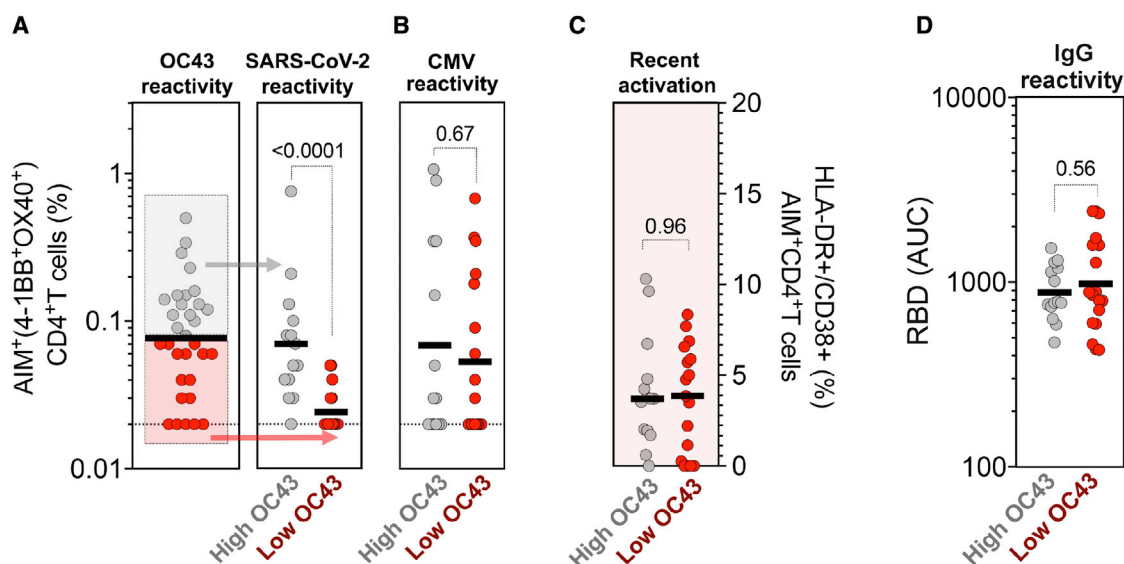 A
B
C
D
OC43
reactivity
SARS-CoV-2
reactivity
CMV
reactivity
Recent
activation
IgG
reactivity
AIM+(4-1BB+OX40+)
CD4+T cells (%)
1
0.1
0.01
<0.0001
0.67
0.96
0.56
20
15
10
5
0
HLA-DR+/CD38+ (%)
AIM+CD4+T cells
RBD (AUC)
10000
1000
100
High OC43
Low OC43
High OC43
Low OC43
High OC43
Low OC43
High OC43
Low OC43